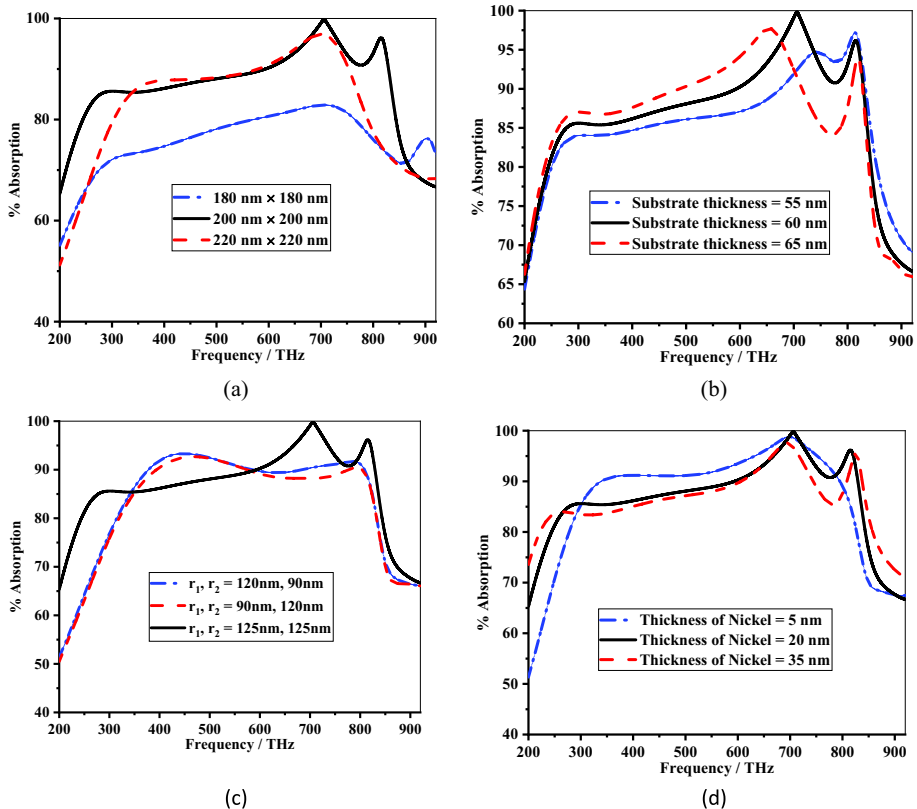 100
80
60
40
% Absorption
180 nm × 180 nm
200 nm × 200 nm
220 nm × 220 nm
200 300 400 500 600 700 800 900
Frequency / THz
(a)
100
95
90
85
80
75
70
65
60
% Absorption
Substrate thickness = 55 nm
Substrate thickness = 60 nm
Substrate thickness = 65 nm
200 300 400 500 600 700 800 900
Frequency / THz
(b)
100
90
80
70
60
50
40
% Absorption
r₁, r₂ = 120nm, 90nm
r₁, r₂ = 90nm, 120nm
r₁, r₂ = 125nm, 125nm
200 300 400 500 600 700 800 900
Frequency / THz
(c)
100
90
80
70
60
50
40
% Absorption
Thickness of Nickel = 5 nm
Thickness of Nickel = 20 nm
Thickness of Nickel = 35 nm
200 300 400 500 600 700 800 900
Frequency / THz
(d)